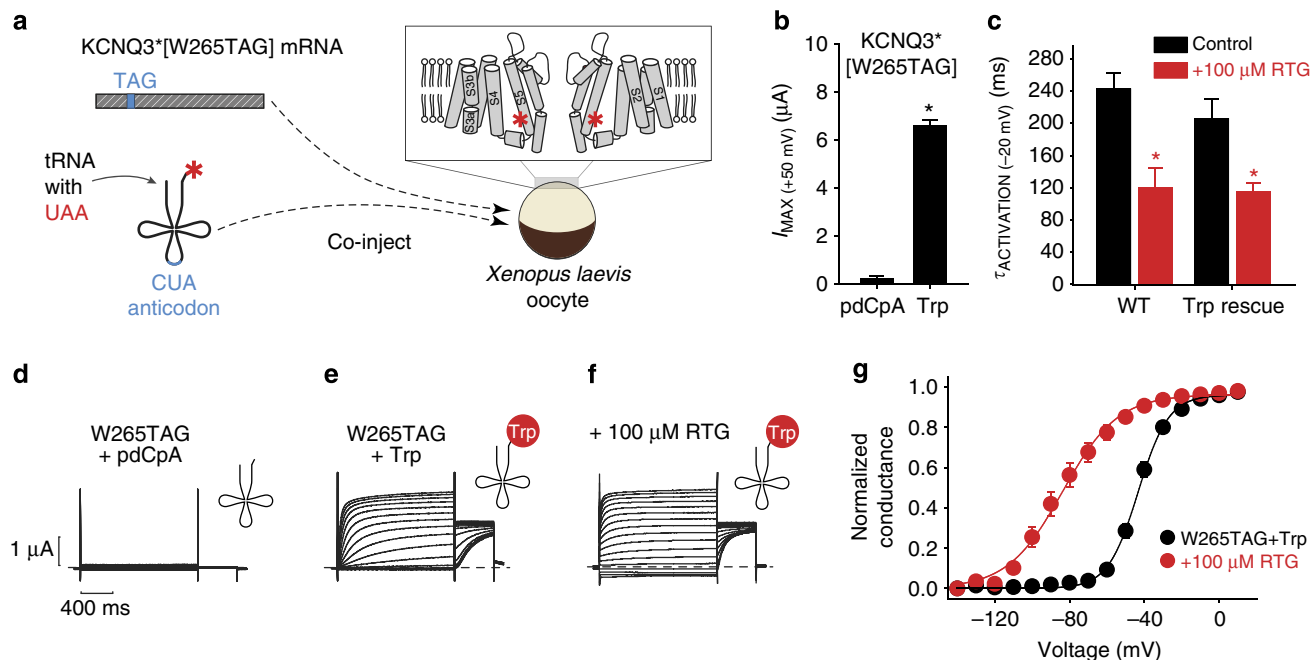 a
KCNQ3*[W265TAG] mRNA
TAG
tRNA
with
UAA
CUA
anticodon
Co-inject
S3b
S3a
S4
S5
S2
S1
Xenopus laevis
oocyte
b
KCNQ3*
[W265TAG]
I MAX (+50 mV) (μA)
10
8
6
4
2
0
*
pdCpA
Trp
c
Control
+100 μM RTG
τ ACTIVATION (−20 mV) (ms)
280
240
200
160
120
80
40
0
*
*
WT
Trp rescue
d
W265TAG
+ pdCpA
1 μA
400 ms
e
W265TAG
+ Trp
Trp
f
+ 100 μM RTG
Trp
g
Normalized
conductance
1.0
0.8
0.6
0.4
0.2
0.0
W265TAG+Trp
+100 μM RTG
−120
−80
−40
0
Voltage (mV)